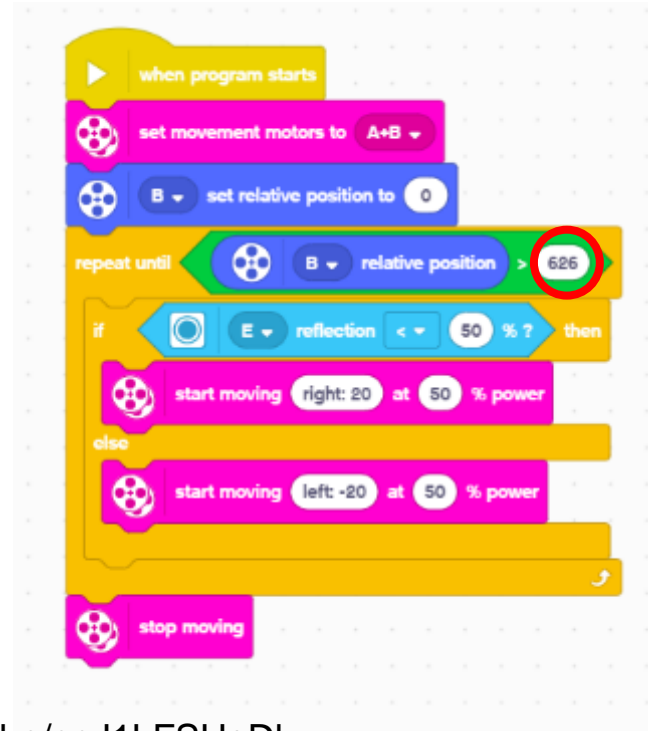 when program starts
set movement motors to A+B
B set relative position to 0
repeat until B relative position > 626
if E reflection < 50 % ? then
start moving right: 20 at 50 % power
else
start moving left: -20 at 50 % power
stop moving